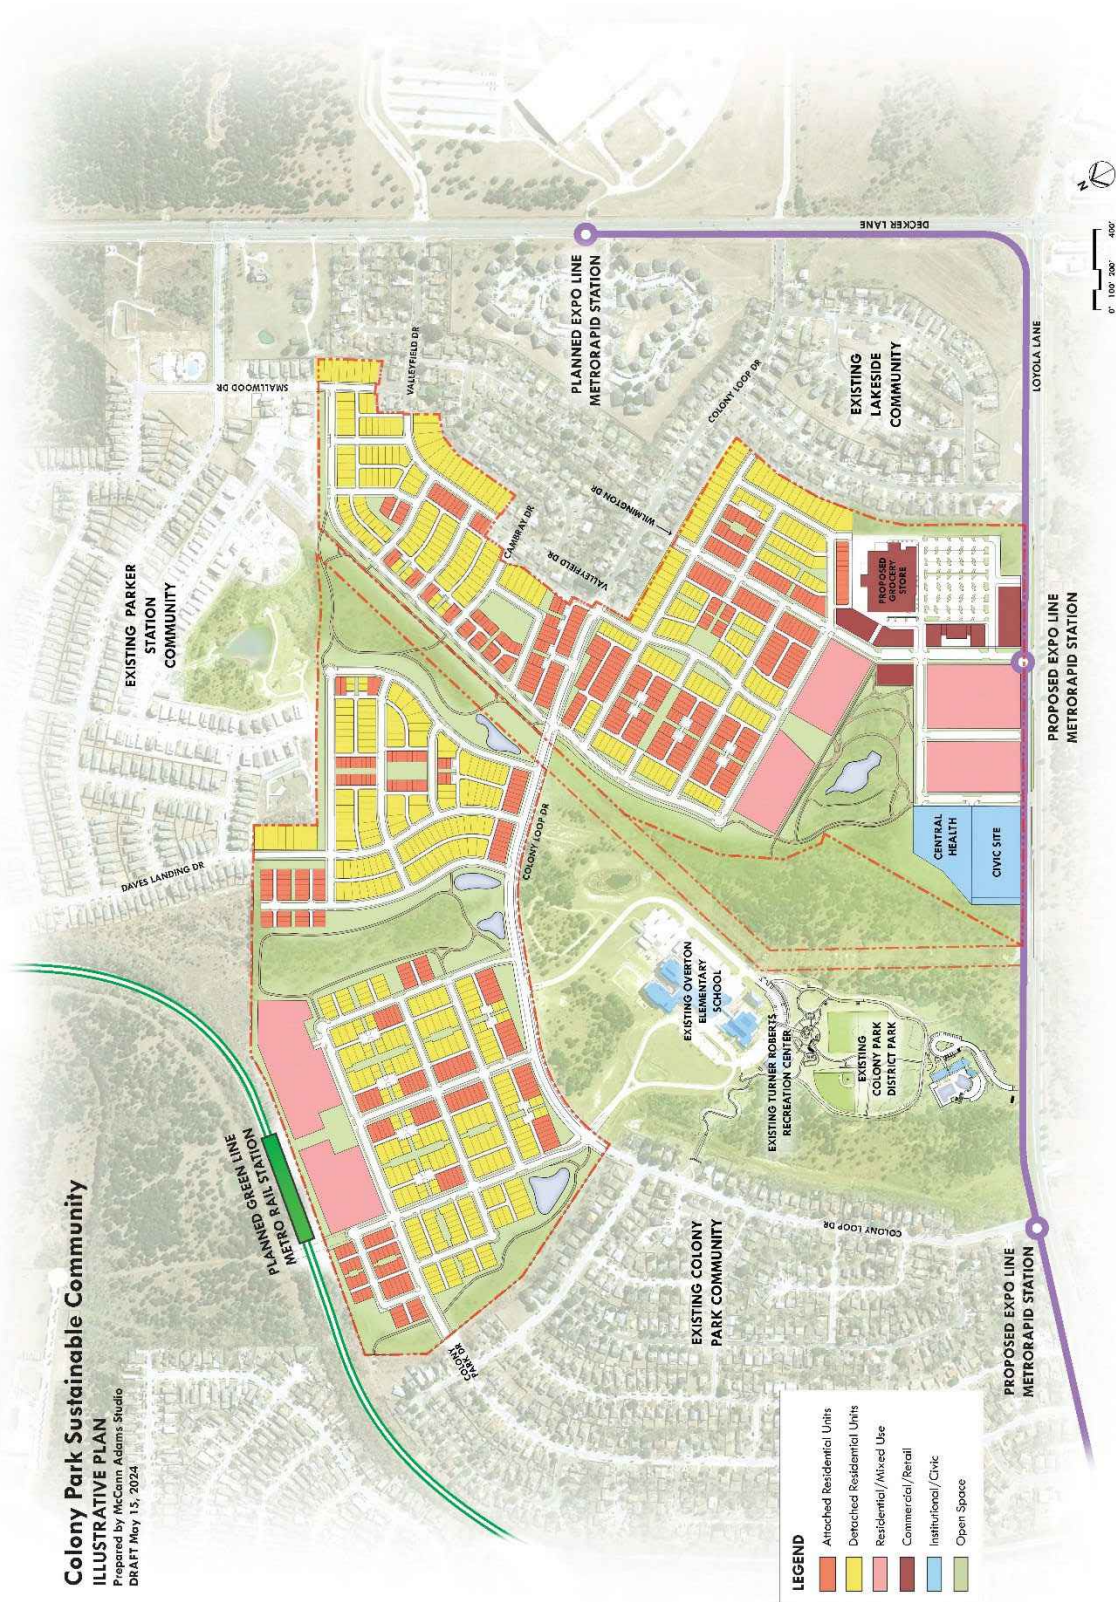 Colony Park Sustainable Community
ILLUSTRATIVE PLAN
Prepared by McCann Adams Studio
DRAFT May 15, 2024
PLANNED GREEN LINE
METRO RAIL STATION
DAVES LANDING DR
EXISTING PARKER
STATION
COMMUNITY
SMALLWOOD DR
VALLEYFIELD DR
CAMBRAY DR
VALLEYFIELD DR
WILMINGTON DR
COLONY LOOP DR
PLANNED EXPO LINE
METRORAPID STATION
DECKER LANE
EXISTING
LAKESIDE
COMMUNITY
LOYOLA LANE
COLONY LOOP DR
COLONY
PARK DR
EXISTING COLONY
PARK COMMUNITY
COLONY LOOP DR
EXISTING OVERTON
ELEMENTARY
SCHOOL
EXISTING TURNER ROBERTS
RECREATION CENTER
EXISTING
COLONY PARK
DISTRICT PARK
CENTRAL
HEALTH
CIVIC SITE
PROPOSED
GROCERY
STORE
PROPOSED EXPO LINE
METRORAPID STATION
PROPOSED EXPO LINE
METRORAPID STATION
LEGEND
Attached Residential Units
Detached Residential Units
Residential/Mixed Use
Commercial/Retail
Institutional/Civic
Open Space
0' 100' 200' 400'
N